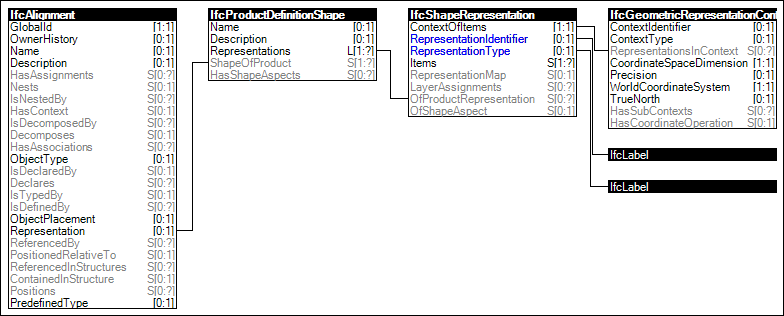 IfcAlignment
GlobalId [1:1]
OwnerHistory [0:1]
Name [0:1]
Description [0:1]
HasAssignments S[0:?]
Nests S[0:1]
IsNestedBy S[0:?]
HasContext S[0:1]
IsDecomposedBy S[0:?]
Decomposes S[0:1]
HasAssociations S[0:?]
ObjectType [0:1]
IsDeclaredBy S[0:1]
Declares S[0:?]
IsTypedBy S[0:1]
IsDefinedBy S[0:?]
ObjectPlacement [0:1]
Representation [0:1]
ReferencedBy S[0:?]
PositionedRelativeTo S[0:1]
ReferencedInStructures S[0:?]
ContainedInStructure S[0:1]
Positions S[0:?]
PredefinedType [0:1]
IfcProductDefinitionShape
Name [0:1]
Description [0:1]
Representations L[1:?]
ShapeOfProduct S[1:?]
HasShapeAspects S[0:?]
IfcShapeRepresentation
ContextOfItems [1:1]
RepresentationIdentifier [0:1]
RepresentationType [0:1]
Items S[1:?]
RepresentationMap S[0:1]
LayerAssignments S[0:?]
OfProductRepresentation S[0:?]
OfShapeAspect S[0:1]
IfcGeometricRepresentationCont
ContextIdentifier [0:1]
ContextType [0:1]
RepresentationsInContext S[0:?]
CoordinateSpaceDimension [1:1]
Precision [0:1]
WorldCoordinateSystem [1:1]
TrueNorth [0:1]
HasSubContexts S[0:?]
HasCoordinateOperation S[0:1]
IfcLabel
IfcLabel